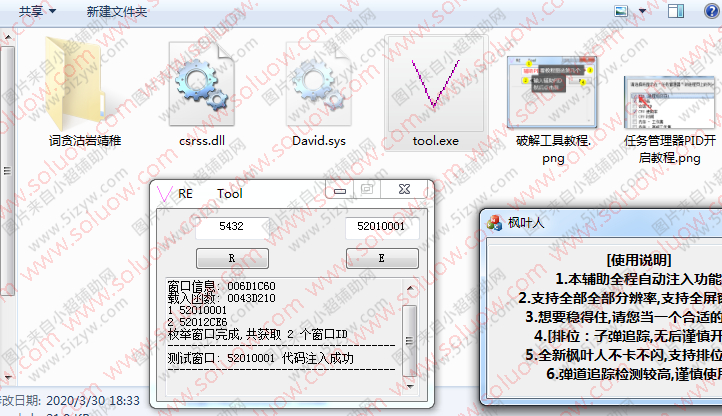 共享 新建文件夹
词贪沽岩靖稚
csrss.dll
David.sys
tool.exe
破解工具教程.png
任务管理器PID开启教程.png
RE Tool
5432 52010001
R E
窗口信息: 006D1C60
载入函数: 0043D210
1 52010001
2 52012CE6
枚举窗口完成,共获取 2 个窗口ID
测试窗口: 52010001 代码注入成功
枫叶人
[使用说明]
1.本辅助全程自动注入功能
2.支持全部全部分辨率,支持全屏
3.想要稳得住,请您当一个合适的
4.[排位：子弹追踪,无后谨慎开
5.全新枫叶人不卡不闪,支持排位
6.弹道追踪检测较高,谨慎使用
改日期: 2020/3/30 18:33
图片来自小超辅助网
www.soluow.com
www.5izyw.com